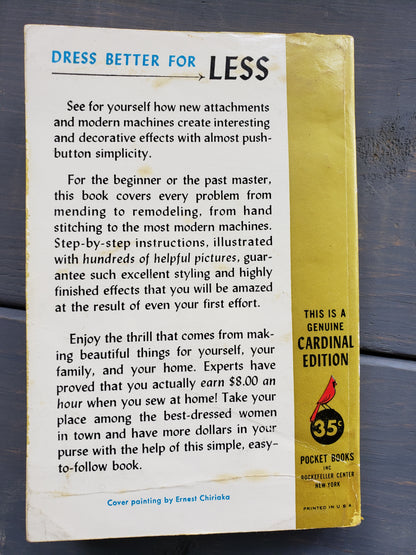 DRESS BETTER FOR LESS
See for yourself how new attachments
and modern machines create interesting
and decorative effects with almost push-
button simplicity.
For the beginner or the past master,
this book covers every problem from
mending to remodeling, from hand
stitching to the most modern machines.
Step-by-step instructions, illustrated
with hundreds of helpful pictures, guar-
antee such excellent styling and highly
finished effects that you will be amazed
at the result of even your first effort.
Enjoy the thrill that comes from mak-
ing beautiful things for yourself, your
family, and your home. Experts have
proved that you actually earn $8.00 an
hour when you sew at home! Take your
place among the best-dressed women
in town and have more dollars in your
purse with the help of this simple, easy-
to-follow book.
Cover painting by Ernest Chiriaka
THIS IS A
GENUINE
CARDINAL
EDITION
35¢
POCKET BOOKS
INC
ROCKEFELLER CENTER
NEW YORK
PRINTED IN U S A